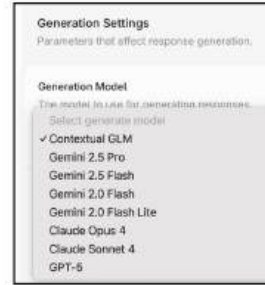 Generation Settings
Parameters that effect response generation.
Generation Model
The model to use for generating responses.
Select generate model
✓ Contextual GLM
Gemini 2.5 Pro
Gemini 2.5 Flash
Gemini 2.0 Flash
Gemini 2.0 Flash Lite
Claude Opus 4
Claude Sonnet 4
GPT-5